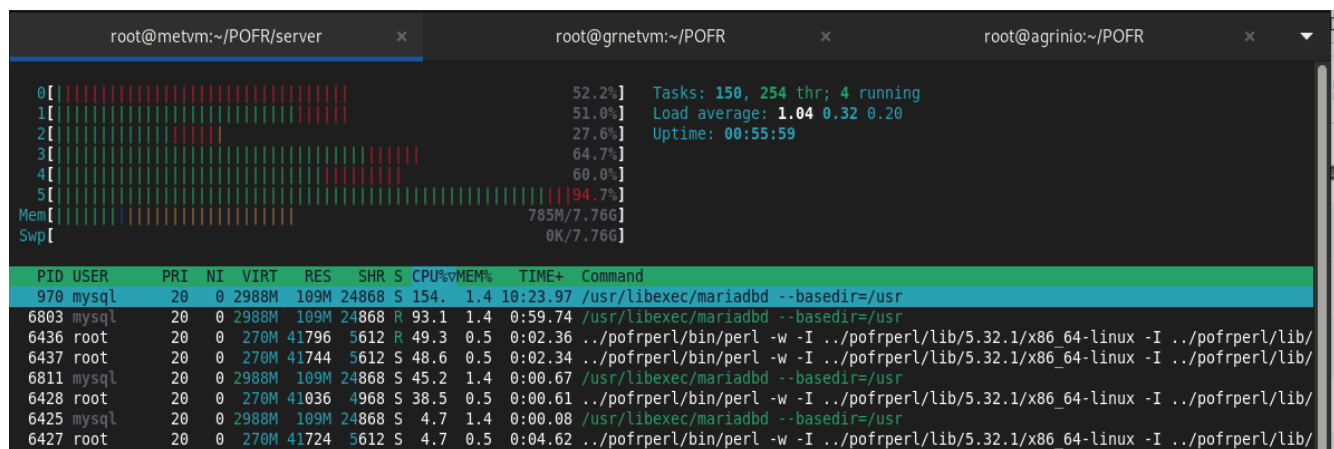 root@metvm:~/POFR/server × root@grnetvm:~/POFR × root@agrinio:~/POFR ×
0[ 52.2%] Tasks: 150, 254 thr; 4 running
1[ 51.0%] Load average: 1.04 0.32 0.20
2[ 27.6%] Uptime: 00:55:59
3[ 64.7%]
4[ 60.0%]
5[ 94.7%]
Mem[ 785M/7.76G]
Swp[ 0K/7.76G]
PID USER PRI NI VIRT RES SHR S CPU%▽MEM% TIME+ Command
970 mysql 20 0 2988M 109M 24868 S 154. 1.4 10:23.97 /usr/libexec/mariadbd --basedir=/usr
6803 mysql 20 0 2988M 109M 24868 R 93.1 1.4 0:59.74 /usr/libexec/mariadbd --basedir=/usr
6436 root 20 0 270M 41796 5612 R 49.3 0.5 0:02.36 ../pofrperl/bin/perl -w -I ../pofrperl/lib/5.32.1/x86_64-linux -I ../pofrperl/lib/
6437 root 20 0 270M 41744 5612 S 48.6 0.5 0:02.34 ../pofrperl/bin/perl -w -I ../pofrperl/lib/5.32.1/x86_64-linux -I ../pofrperl/lib/
6811 mysql 20 0 2988M 109M 24868 S 45.2 1.4 0:00.67 /usr/libexec/mariadbd --basedir=/usr
6428 root 20 0 270M 41036 4968 S 38.5 0.5 0:00.61 ../pofrperl/bin/perl -w -I ../pofrperl/lib/5.32.1/x86_64-linux -I ../pofrperl/lib/
6425 mysql 20 0 2988M 109M 24868 S 4.7 1.4 0:00.08 /usr/libexec/mariadbd --basedir=/usr
6427 root 20 0 270M 41724 5612 S 4.7 0.5 0:04.62 ../pofrperl/bin/perl -w -I ../pofrperl/lib/5.32.1/x86_64-linux -I ../pofrperl/lib/